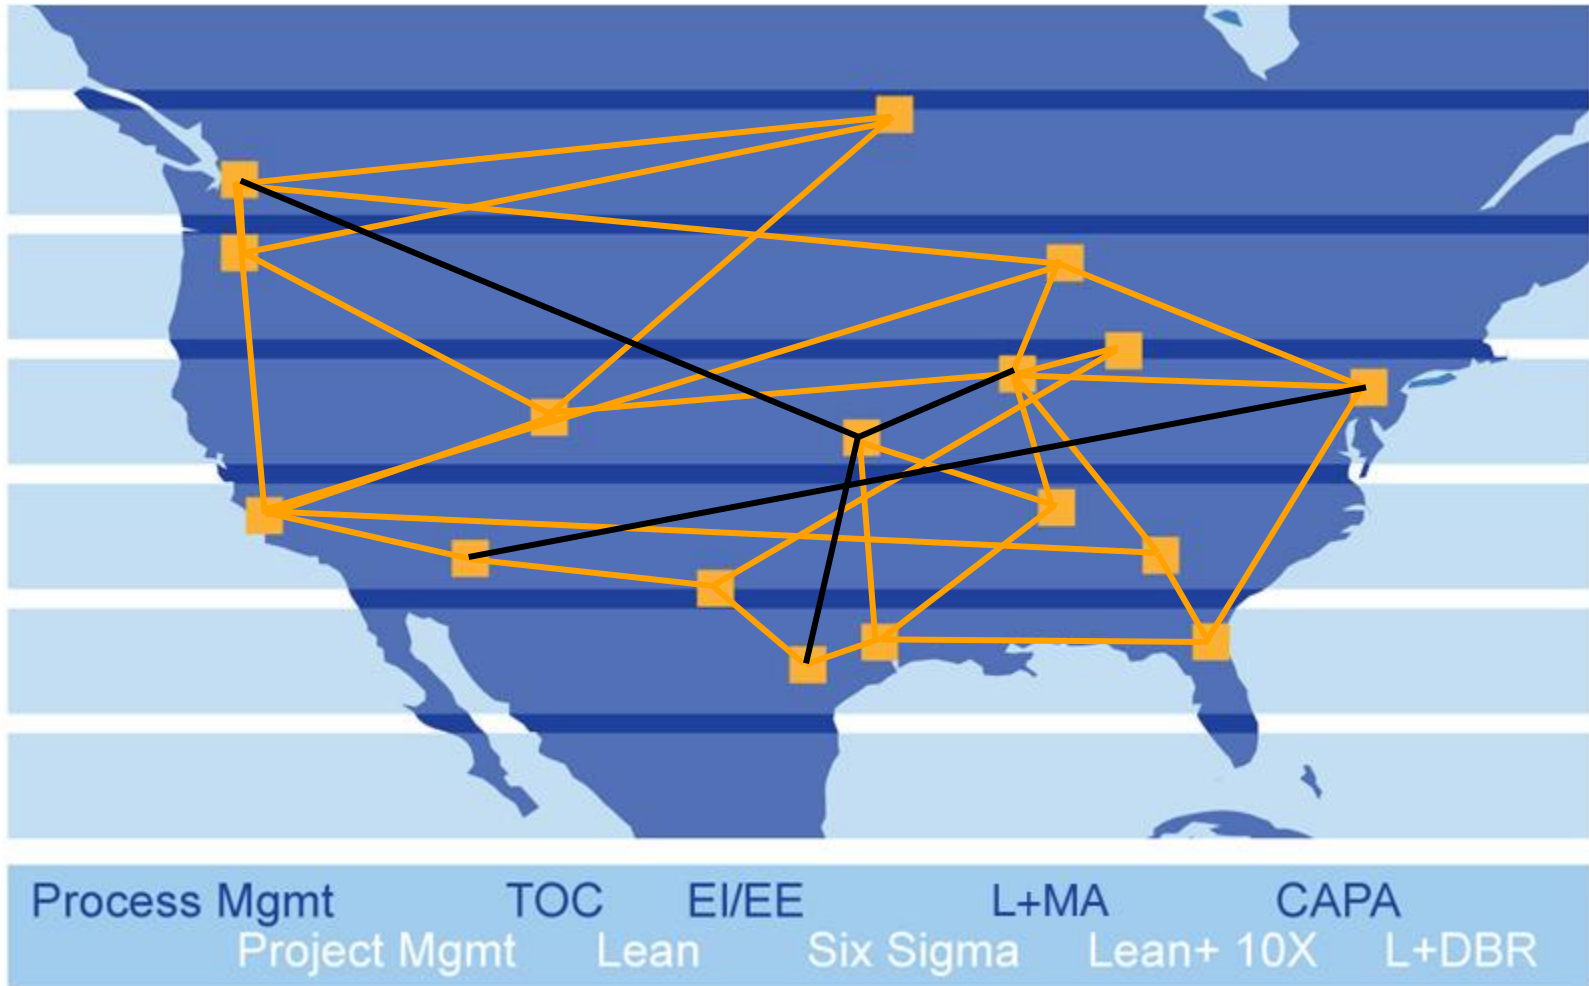 Process Mgmt TOC EI/EE L+MA CAPA
Project Mgmt Lean Six Sigma Lean+ 10X L+DBR